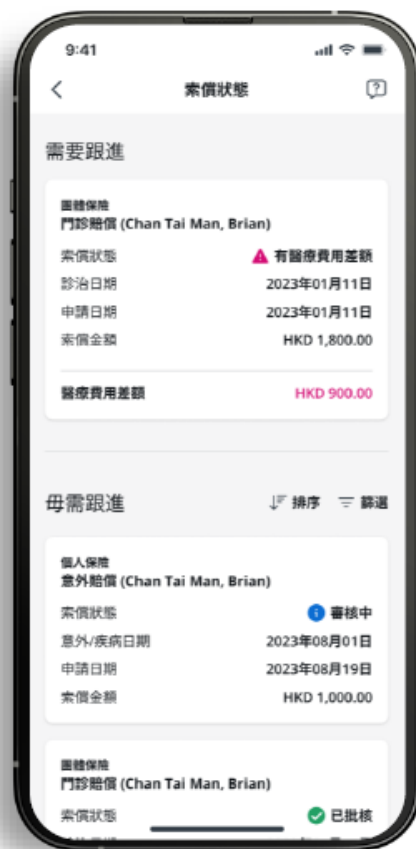 9:41
索償狀態
需要跟進
團體保險
門診賠償 (Chan Tai Man, Brian)
索償狀態 有醫療費用差額
診治日期 2023年01月11日
申請日期 2023年01月11日
索償金額 HKD 1,800.00
醫療費用差額 HKD 900.00
毋需跟進 排序 篩選
個人保險
意外賠償 (Chan Tai Man, Brian)
索償狀態 審核中
意外/疾病日期 2023年08月01日
申請日期 2023年08月19日
索償金額 HKD 1,000.00
團體保險
門診賠償 (Chan Tai Man, Brian)
索償狀態 已批核